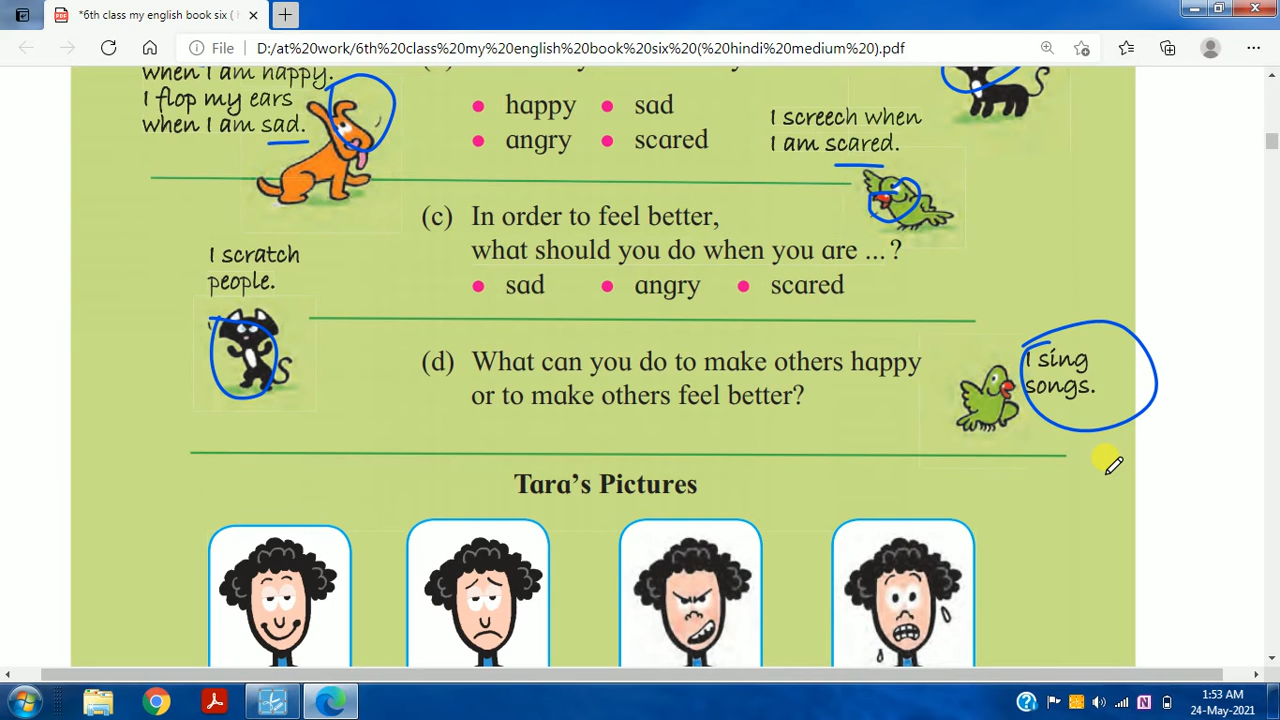 *6th class my english book six (
File
D:/at%20work/6th%20class%20my%20english%20book%20six%20(%20hindi%20medium%20).pdf
when I am happy.
I flop my ears
when I am sad.
happy
sad
angry
scared
I screech when
I am scared.
(c) In order to feel better,
what should you do when you are ...?
sad
angry
scared
I scratch
people.
(d) What can you do to make others happy
or to make others feel better?
I sing
songs.
Tara's Pictures
1:53 AM
24-May-2021